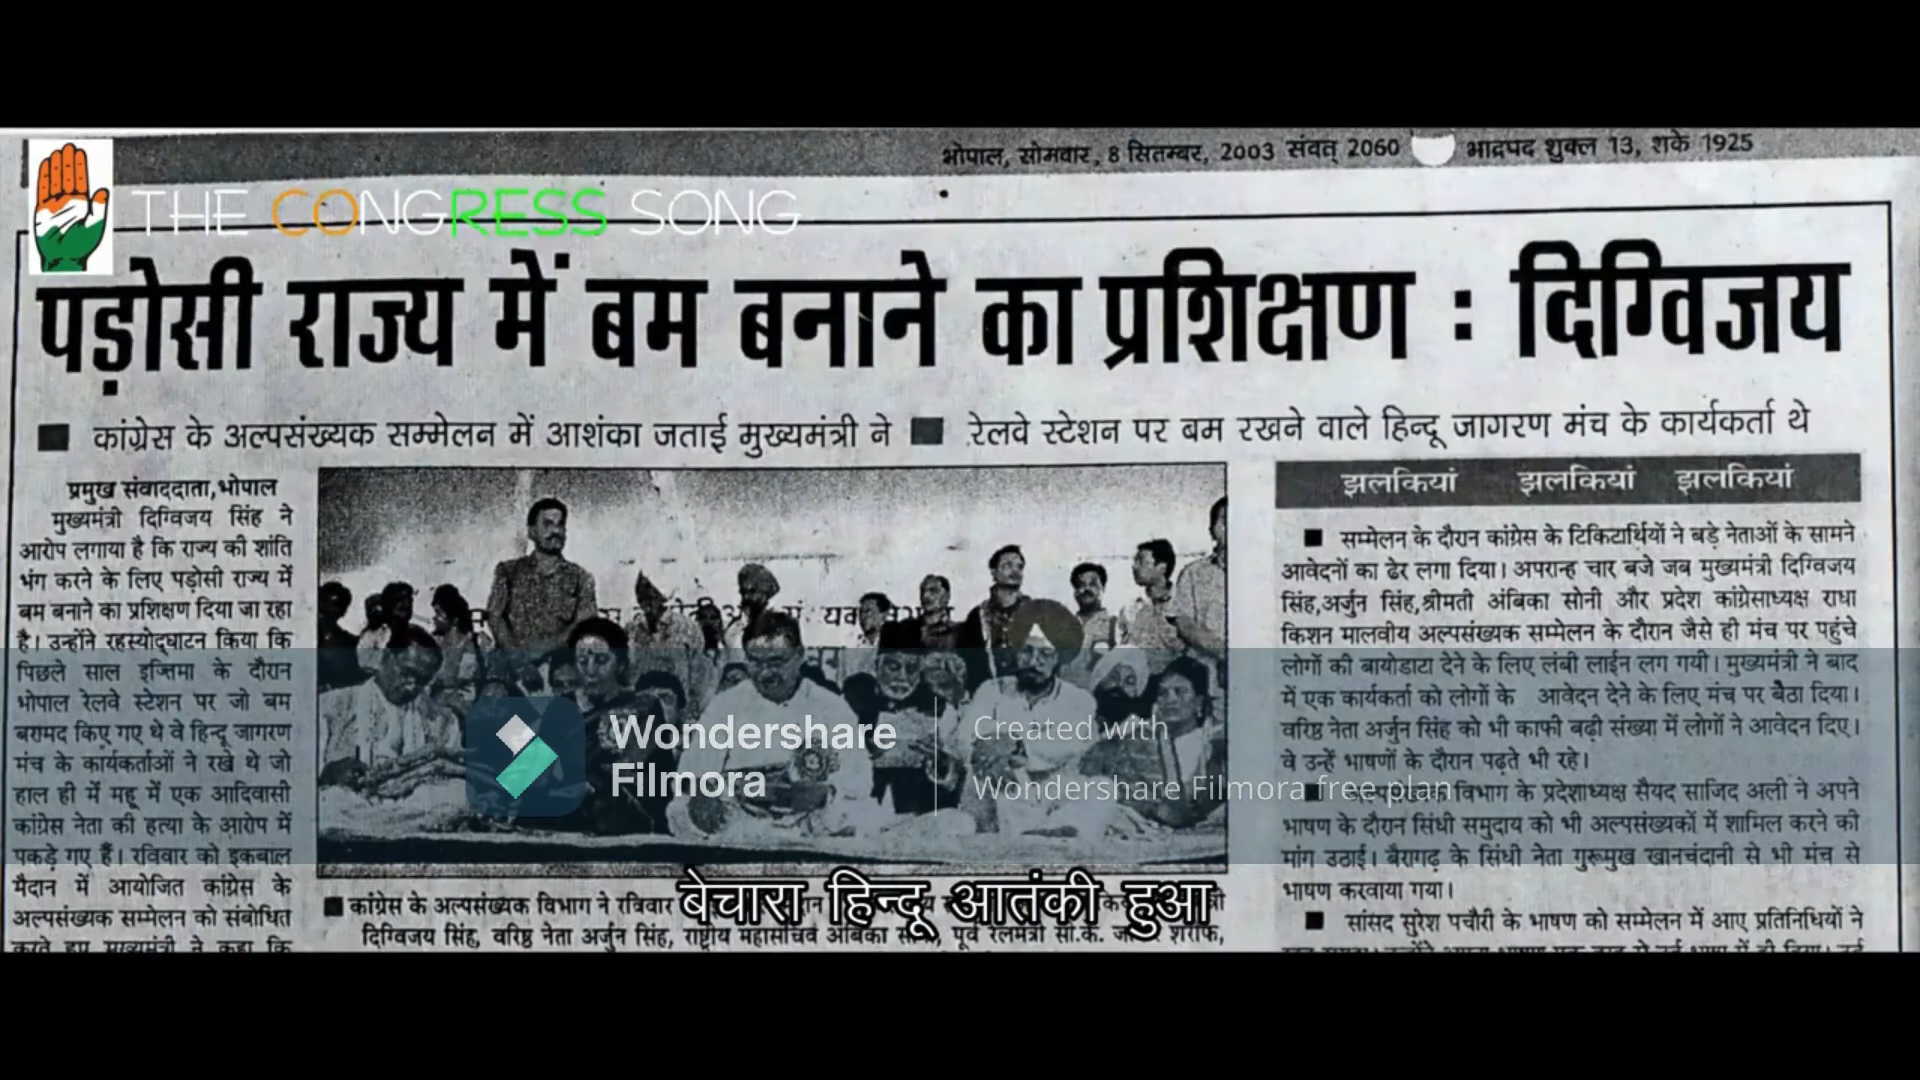 भोपाल, सोमवार, 8 सितम्बर, 2003 संवत् 2060 भाद्रपद शुक्ल 13, शके 1925
THE CONGRESS SONG
पड़ोसी राज्य में बम बनाने का प्रशिक्षण : दिग्विजय
■ कांग्रेस के अल्पसंख्यक सम्मेलन में आशंका जताई मुख्यमंत्री ने ■ रेलवे स्टेशन पर बम रखने वाले हिन्दू जागरण मंच के कार्यकर्ता थे
प्रमुख संवाददाता,भोपाल
मुख्यमंत्री दिग्विजय सिंह ने
आरोप लगाया है कि राज्य की शांति
भंग करने के लिए पड़ोसी राज्य में
बम बनाने का प्रशिक्षण दिया जा रहा
है। उन्होंने रहस्योद्घाटन किया कि
पिछले साल इज्तिमा के दौरान
भोपाल रेलवे स्टेशन पर जो बम
बरामद किए गए थे वे हिन्दू जागरण
मंच के कार्यकर्ताओं ने रखे थे जो
हाल ही में महू में एक आदिवासी
कांग्रेस नेता की हत्या के आरोप में
पकड़े गए हैं। रविवार को इकबाल
मैदान में आयोजित कांग्रेस के
अल्पसंख्यक सम्मेलन को संबोधित
करते हुए मुख्यमंत्री ने कहा कि
■ कांग्रेस के अल्पसंख्यक विभाग ने रविवार
दिग्विजय सिंह, वरिष्ठ नेता अर्जुन सिंह, राष्ट्रीय महासचिव अंबिका पूर्व रेलमंत्री सी.के. शरीफ,
झलकियां झलकियां झलकियां
■ सम्मेलन के दौरान कांग्रेस के टिकिटार्थियों ने बड़े नेताओं के सामने
आवेदनों का ढेर लगा दिया। अपरान्ह चार बजे जब मुख्यमंत्री दिग्विजय
सिंह,अर्जुन सिंह,श्रीमती अंबिका सोनी और प्रदेश कांग्रेसाध्यक्ष राधा
किशन मालवीय अल्पसंख्यक सम्मेलन के दौरान जैसे ही मंच पर पहुंचे
लोगों की बायोडाटा देने के लिए लंबी लाईन लग गयी। मुख्यमंत्री ने बाद
में एक कार्यकर्ता को लोगों के आवेदन देने के लिए मंच पर बैठा दिया।
वरिष्ठ नेता अर्जुन सिंह को भी काफी बढ़ी संख्या में लोगों ने आवेदन दिए।
वे उन्हें भाषणों के दौरान पढ़ते भी रहे।
■ विभाग के प्रदेशाध्यक्ष सैयद साजिद अली ने अपने
भाषण के दौरान सिंधी समुदाय को भी अल्पसंख्यकों में शामिल करने की
मांग उठाई। बैरागढ़ के सिंधी नेता गुरूमुख खानचंदानी से भी मंच से
भाषण करवाया गया।
■ सांसद सुरेश पचौरी के भाषण को सम्मेलन में आए प्रतिनिधियों ने
Wondershare
Filmora
Created with
Wondershare Filmora free plan
बेचारा हिन्दू आतंकी हुआ